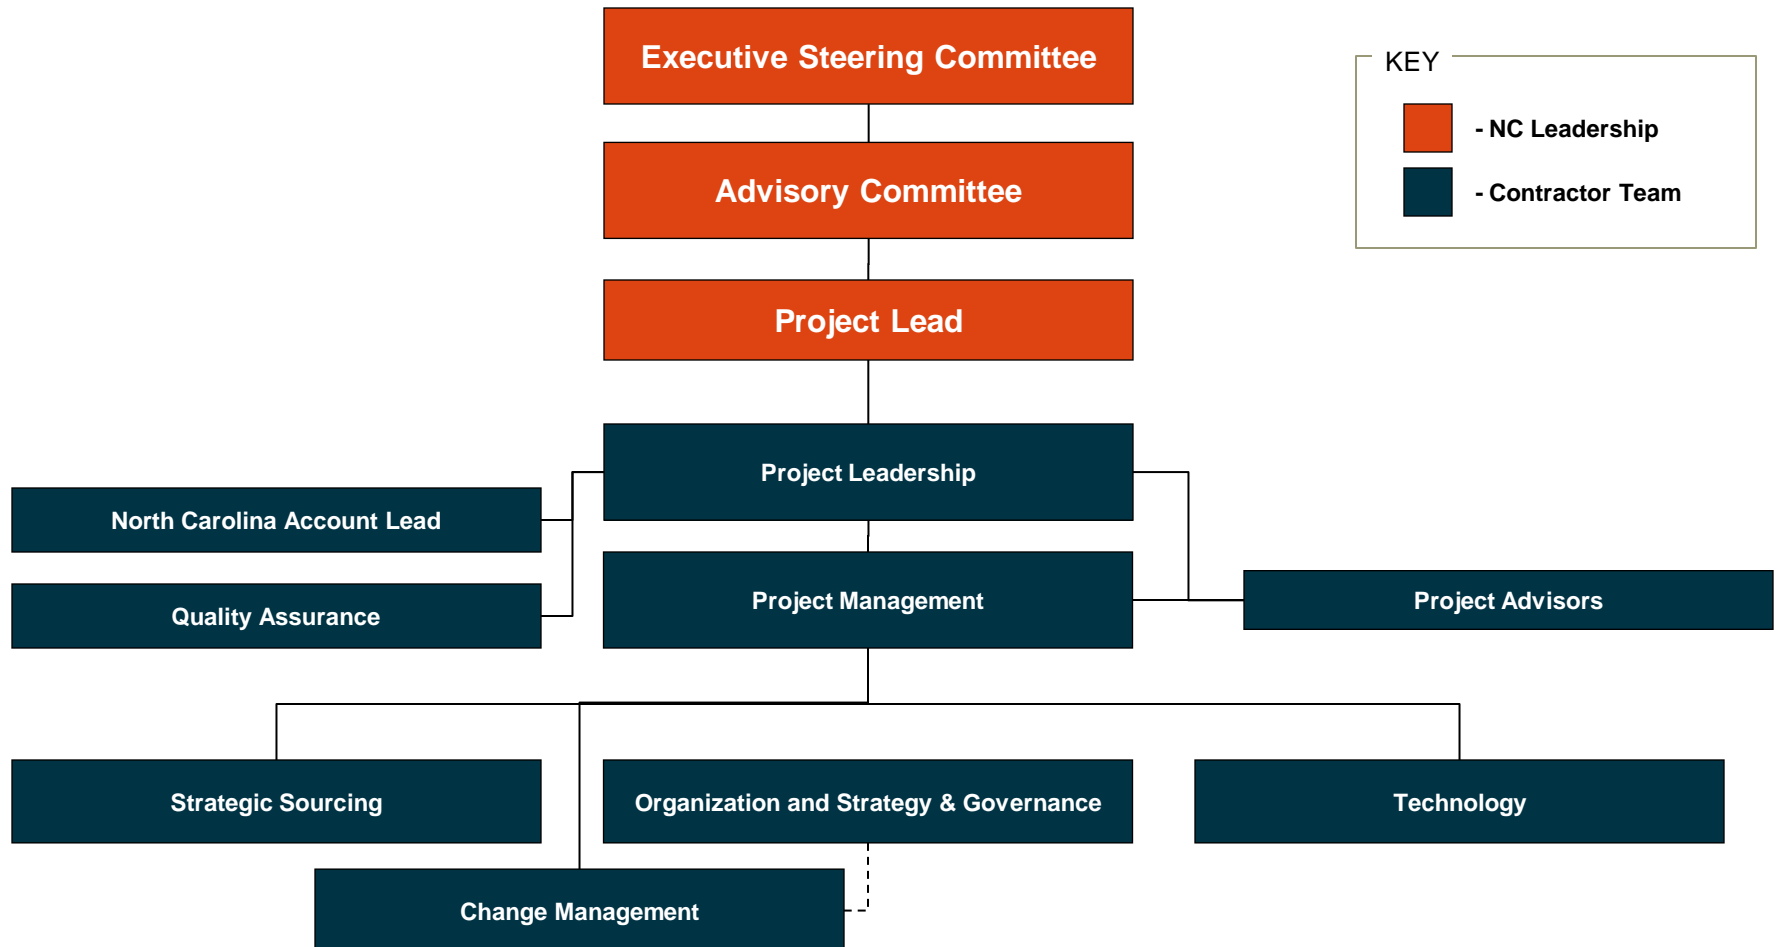 Executive Steering Committee
KEY
- NC Leadership
- Contractor Team
Advisory Committee
Project Lead
Project Leadership
North Carolina Account Lead
Quality Assurance
Project Management
Project Advisors
Strategic Sourcing
Organization and Strategy & Governance
Technology
Change Management